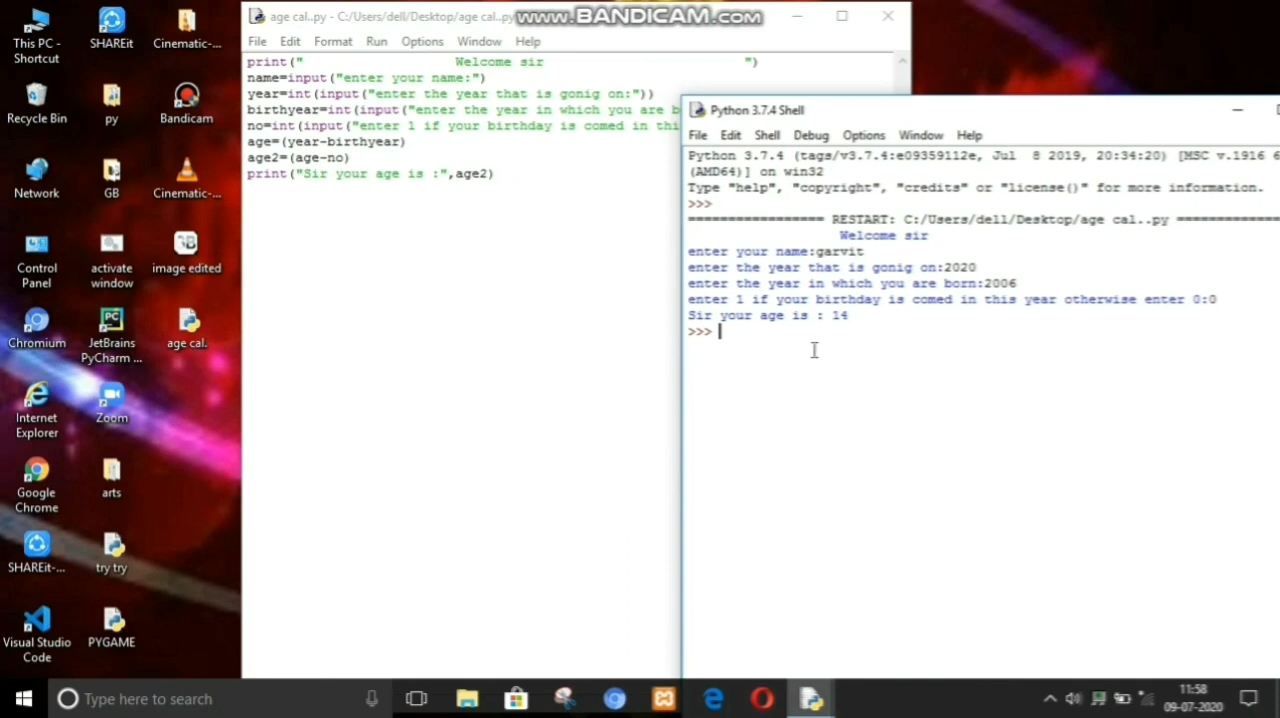 This PC - Shortcut
SHAREit
Cinematic-...
Recycle Bin
py
Bandicam
Network
GB
Cinematic-...
Control Panel
activate window
image edited
Chromium
JetBrains PyCharm ...
age cal.
Internet Explorer
Zoom
Google Chrome
arts
SHAREit-...
try try
Visual Studio Code
PYGAME
age cal..py - C:/Users/dell/Desktop/age cal..py
www.BANDICAM.com
File Edit Format Run Options Window Help
print(" Welcome sir ")
name=input("enter your name:")
year=int(input("enter the year that is gonig on:"))
birthyear=int(input("enter the year in which you are b
no=int(input("enter 1 if your birthday is comed in thi
age=(year-birthyear)
age2=(age-no)
print("Sir your age is :",age2)
Python 3.7.4 Shell
File Edit Shell Debug Options Window Help
Python 3.7.4 (tags/v3.7.4:e09359112e, Jul 8 2019, 20:34:20) [MSC v.1916 6
(AMD64)] on win32
Type "help", "copyright", "credits" or "license()" for more information.
>>>
================= RESTART: C:/Users/dell/Desktop/age cal..py =============
Welcome sir
enter your name:garvit
enter the year that is gonig on:2020
enter the year in which you are born:2006
enter 1 if your birthday is comed in this year otherwise enter 0:0
Sir your age is : 14
>>>
Type here to search
11:58
09-07-2020